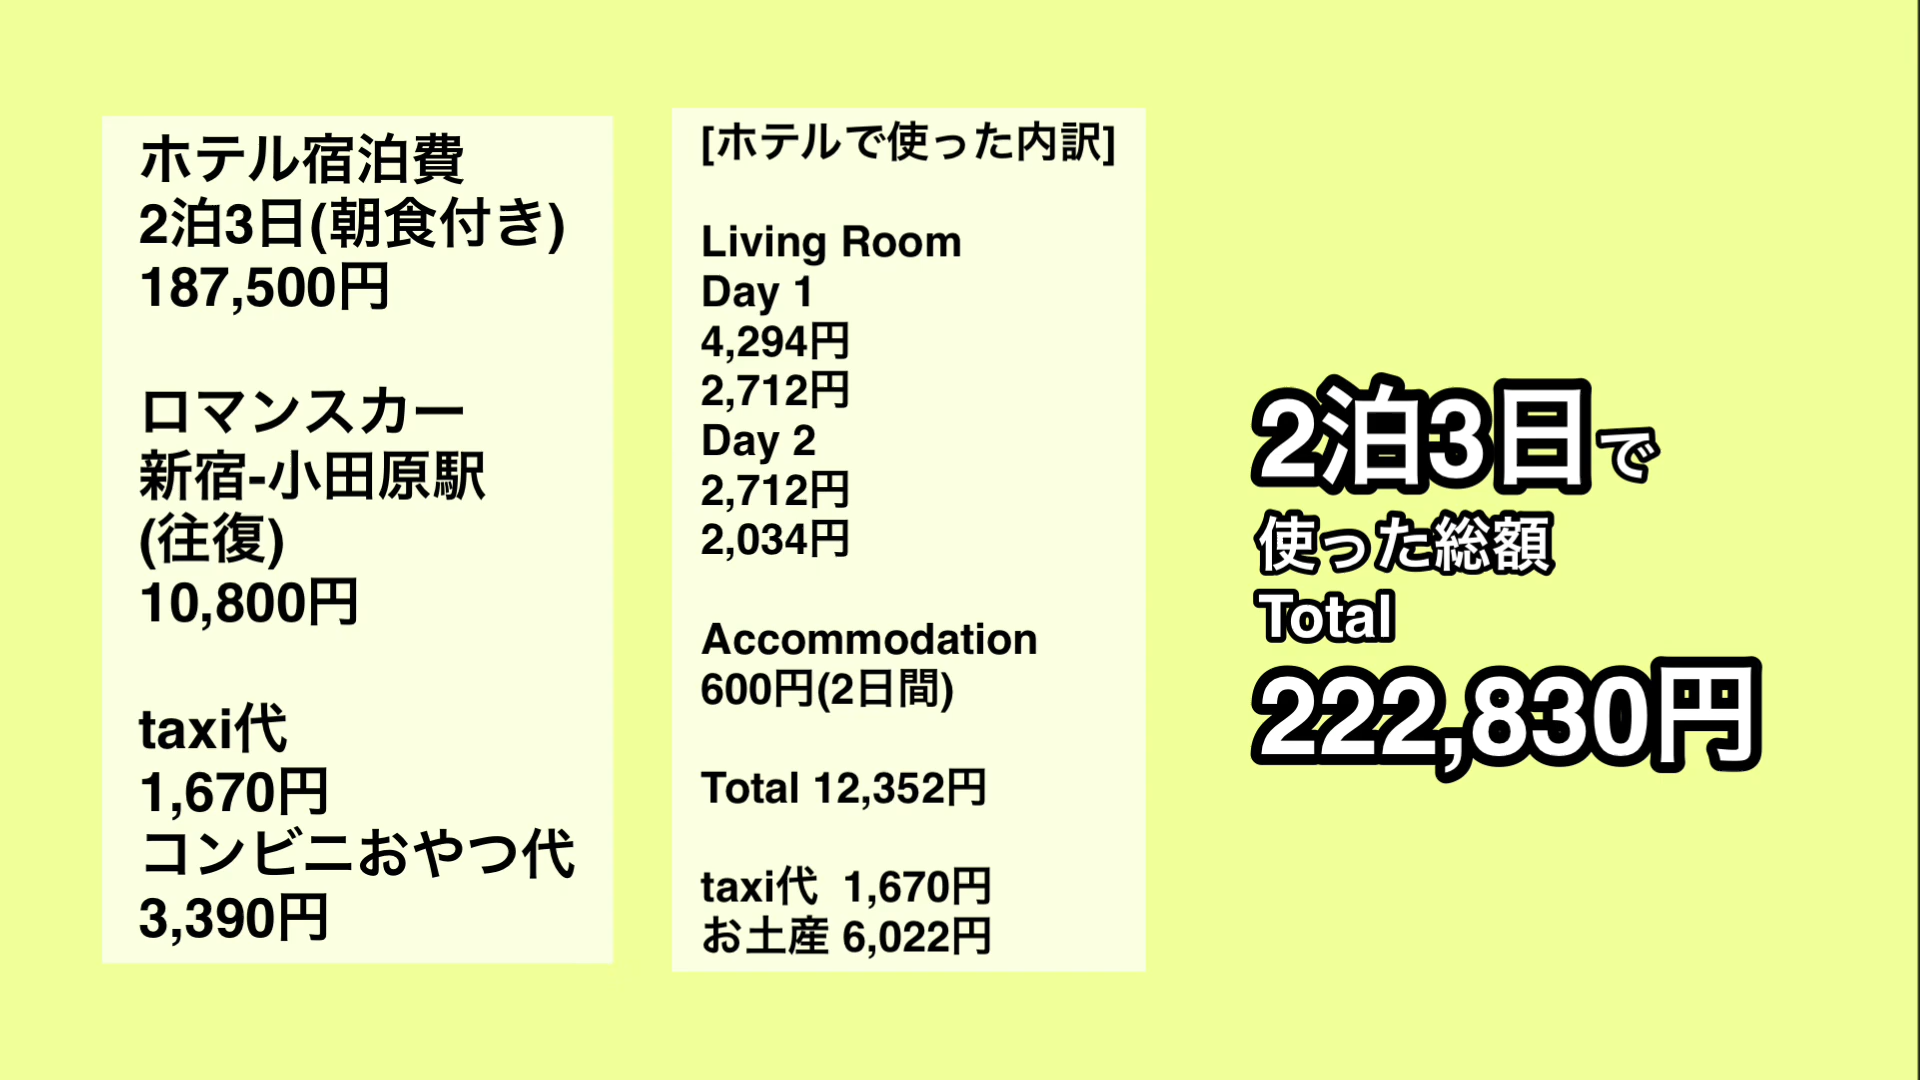 ホテル宿泊費
2泊3日(朝食付き)
187,500円
ロマンスカー
新宿-小田原駅
(往復)
10,800円
taxi代
1,670円
コンビニおやつ代
3,390円
[ホテルで使った内訳]
Living Room
Day 1
4,294円
2,712円
Day 2
2,712円
2,034円
Accommodation
600円(2日間)
Total 12,352円
taxi代 1,670円
お土産 6,022円
2泊3日で
使った総額
Total
222,830円